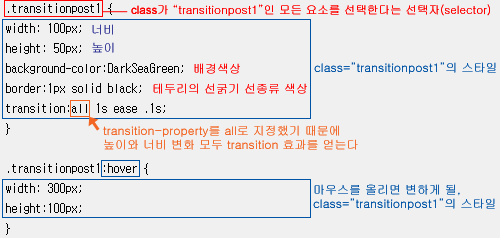 .transitionpost1 { class가 “transitionpost1”인 모든 요소를 선택한다는 선택자(selector)
width: 100px; 너비
height: 50px; 높이
background-color:DarkSeaGreen; 배경색상
border:1px solid black; 테두리의 선굵기 선종류 색상
transition:all 1s ease .1s;
class="transitionpost1"의 스타일
}
transition-property를 all로 지정했기 때문에
높이와 너비 변화 모두 transition 효과를 얻는다
.transitionpost1:hover {
width: 300px;
height:100px;
마우스를 올리면 변하게 될,
class="transitionpost1"의 스타일
}